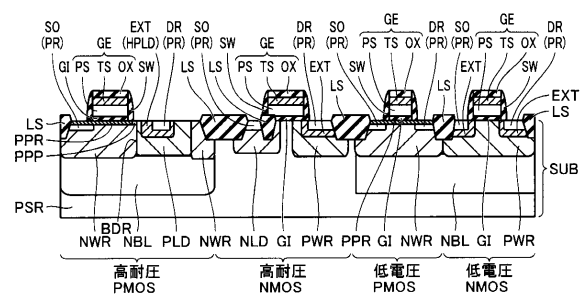 GE GE GE GE
SO (PR) EXT (HPLD) DR (PR) SO (PR) SW DR (PR) SO (PR) DR (PR) SO (PR) DR (PR)
GI PS TS OX SW LS LS PS TS OX EXT SW PS TS OX EXT PS TS OX SW
LS LS EXT
LS PPR PPP LS
SUB
PSR
BDR
NWR NBL PLD NWR NLD GI PWR PPR GI NWR NBL GI PWR
高耐圧 高耐圧 低電圧 低電圧
PMOS NMOS PMOS NMOS